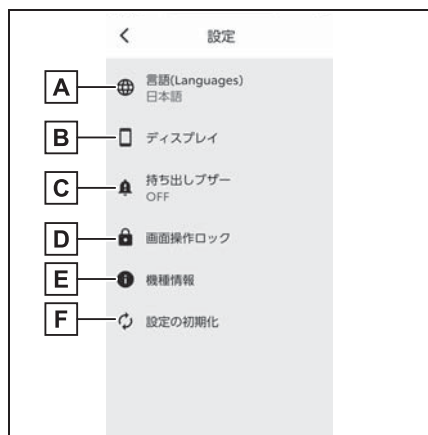 設定
A
言語(Languages)
日本語
B
ディスプレイ
C
持ち出しブザー
OFF
D
画面操作ロック
E
機種情報
F
設定の初期化